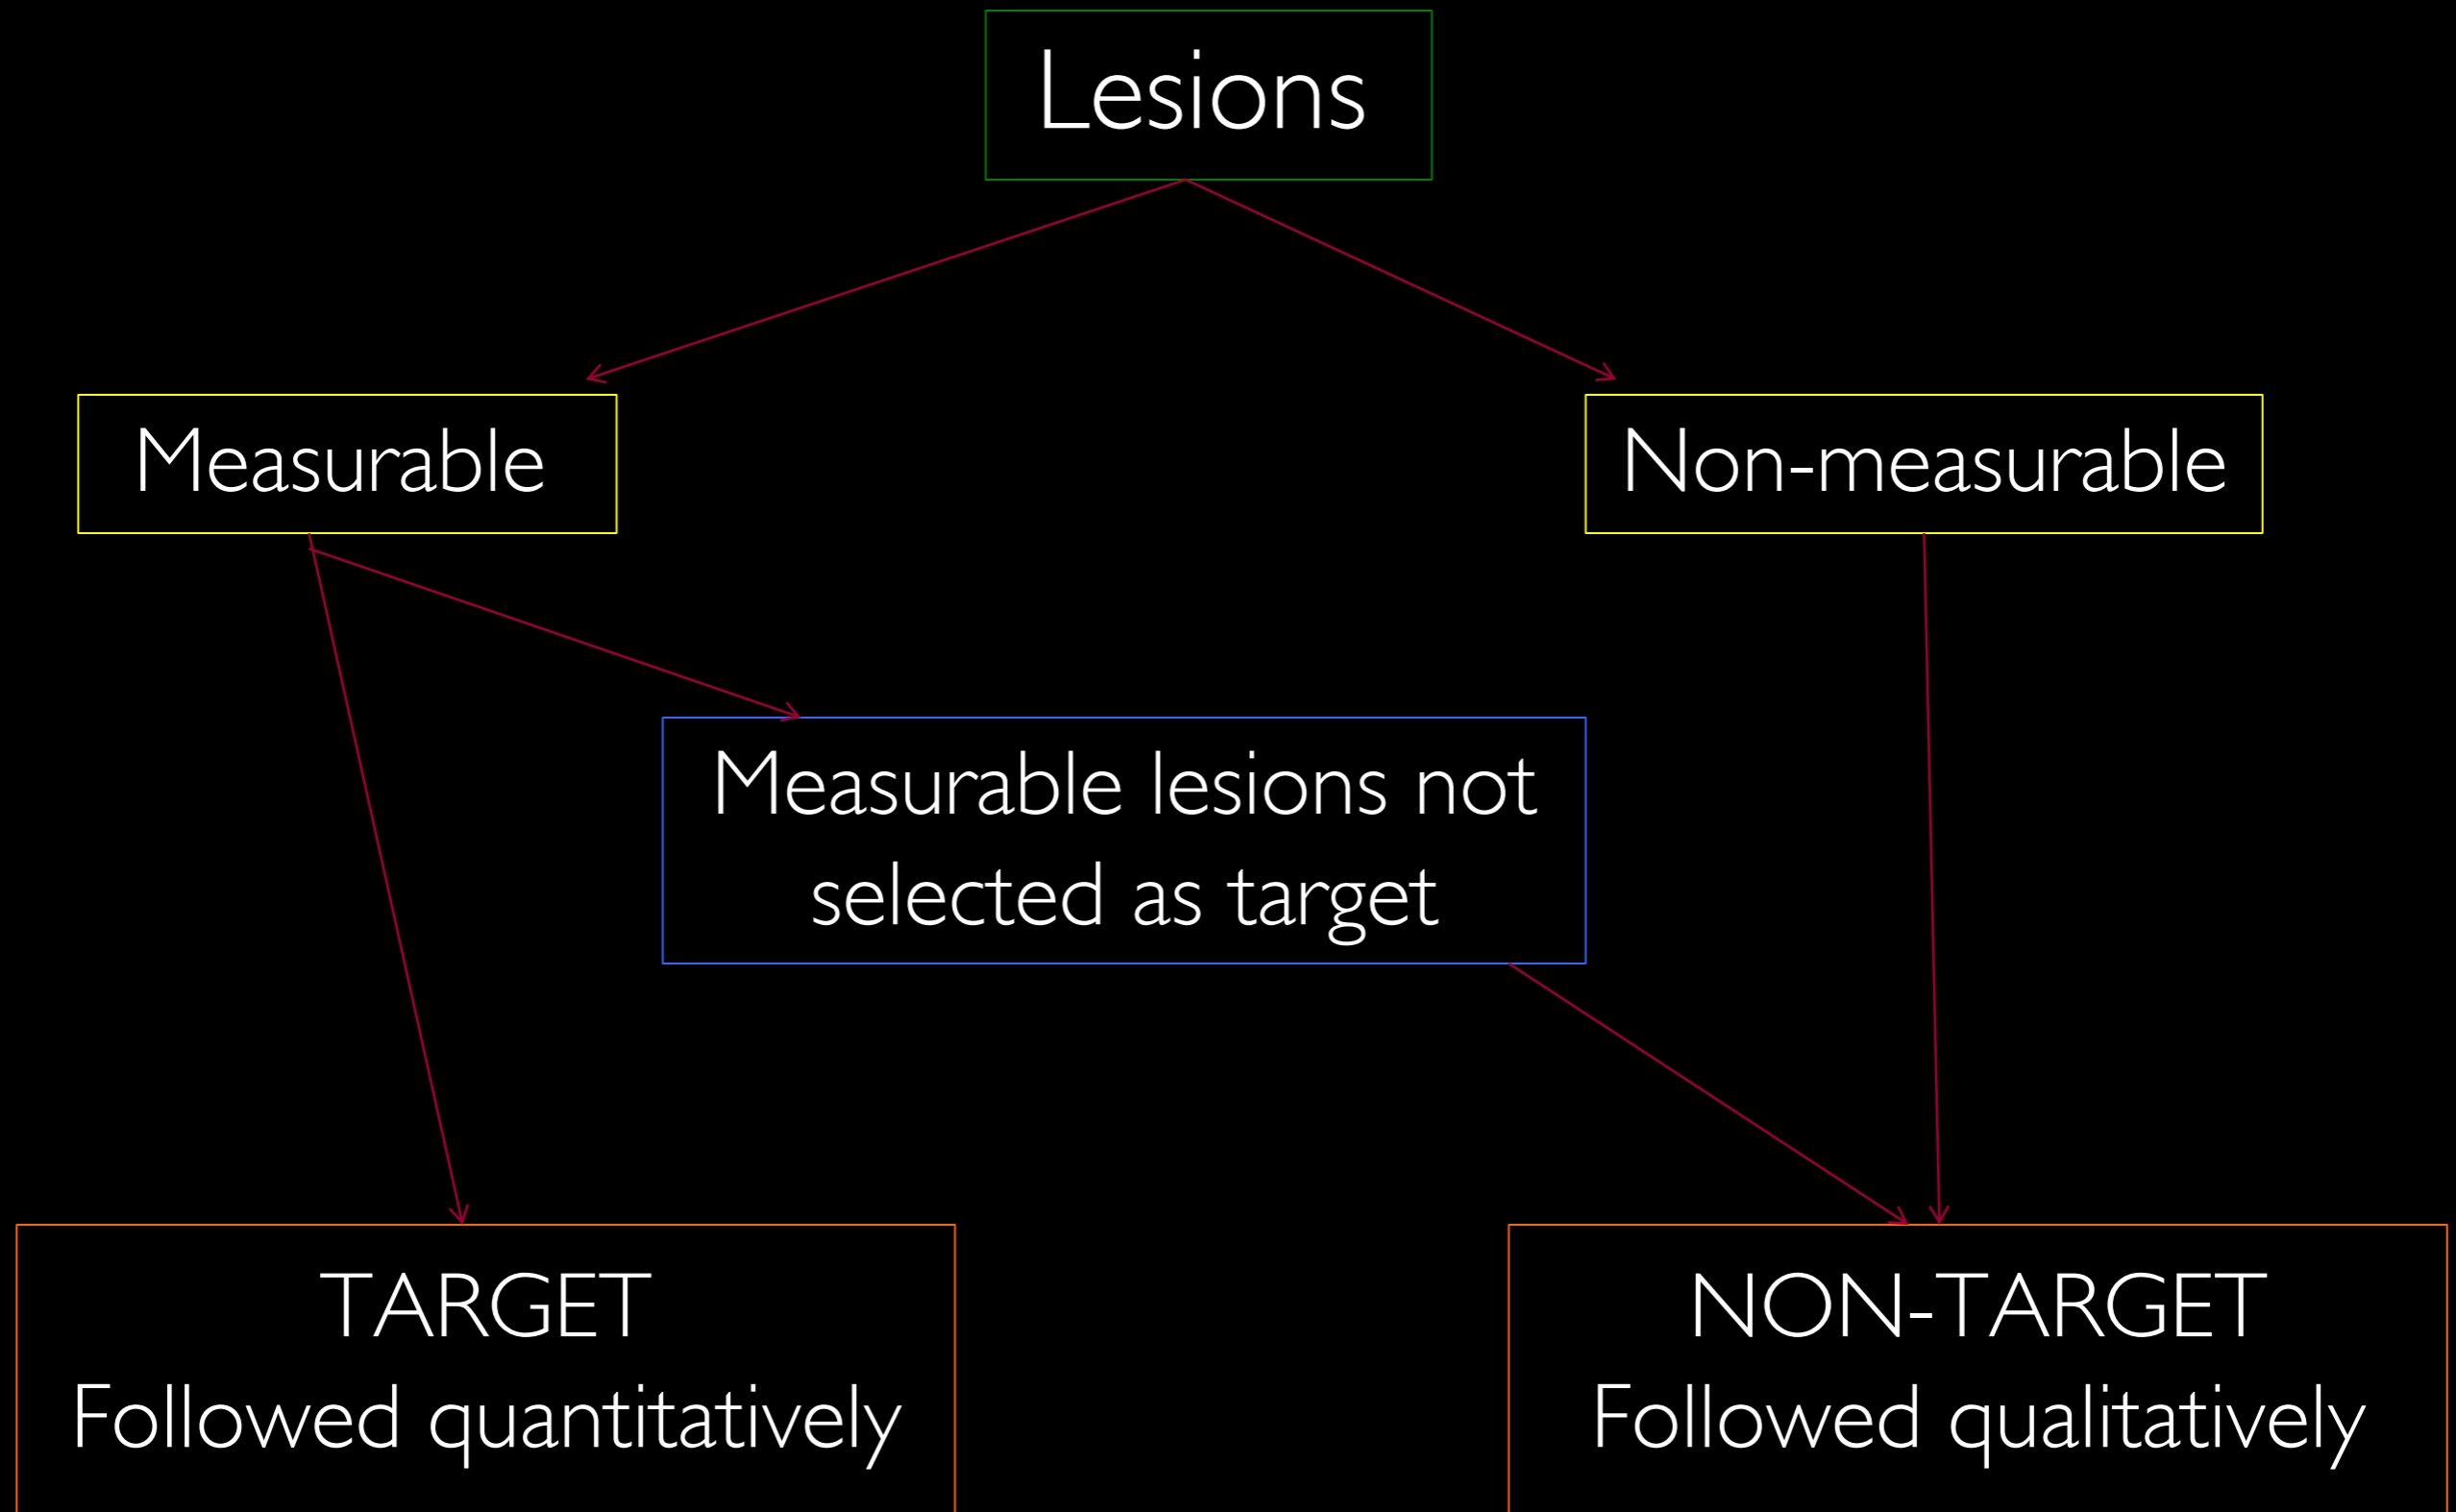 Lesions
Measurable
Non-measurable
Measurable lesions not
selected as target
TARGET
Followed quantitatively
NON-TARGET
Followed qualitatively